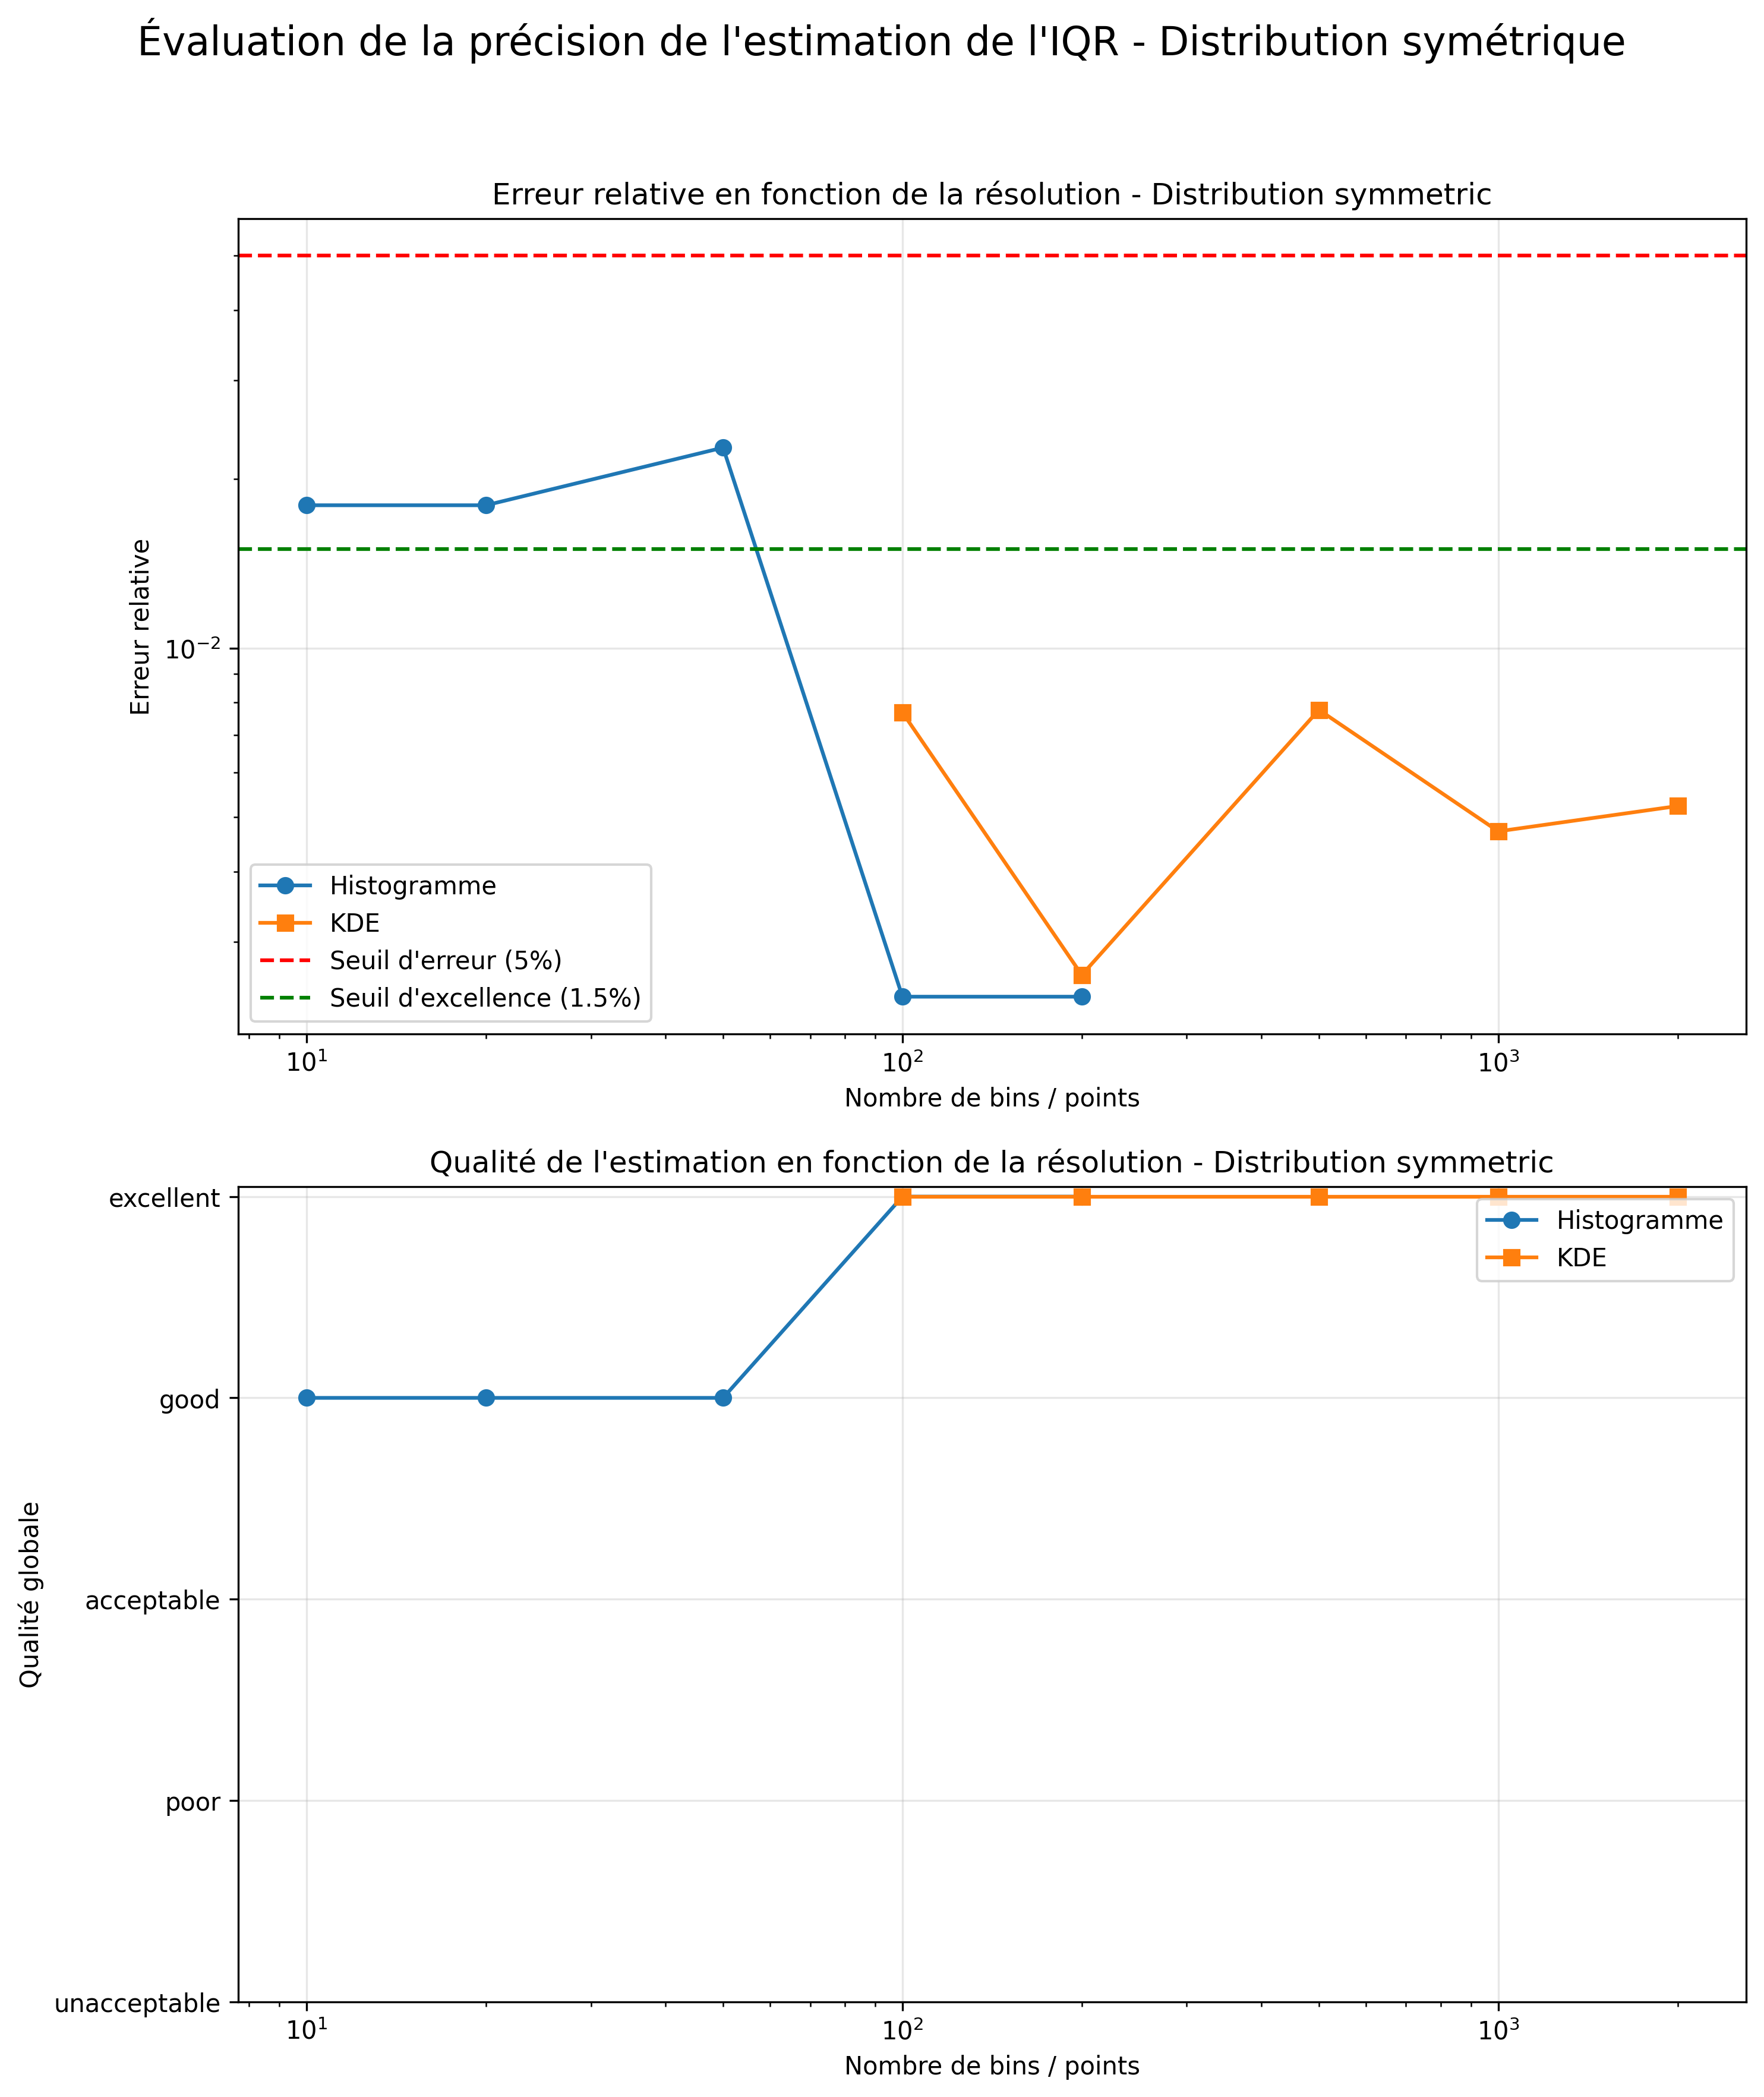 Évaluation de la précision de l'estimation de l'IQR - Distribution symétrique
Erreur relative en fonction de la résolution - Distribution symmetric
Erreur relative
10⁻²
Histogramme
KDE
Seuil d'erreur (5%)
Seuil d'excellence (1.5%)
10¹
10²
10³
Nombre de bins / points
Qualité de l'estimation en fonction de la résolution - Distribution symmetric
Qualité globale
excellent
good
acceptable
poor
unacceptable
Histogramme
KDE
10¹
10²
10³
Nombre de bins / points